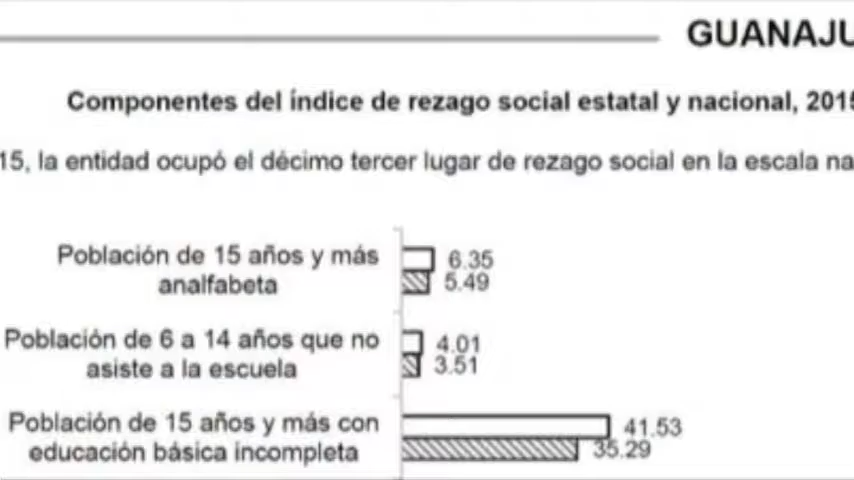 GUANAJU
Componentes del índice de rezago social estatal y nacional, 2015
15, la entidad ocupó el décimo tercer lugar de rezago social en la escala na
Población de 15 años y más
analfabeta
6.35
5.49
Población de 6 a 14 años que no
asiste a la escuela
4.01
3.51
Población de 15 años y más con
educación básica incompleta
41.53
35.29